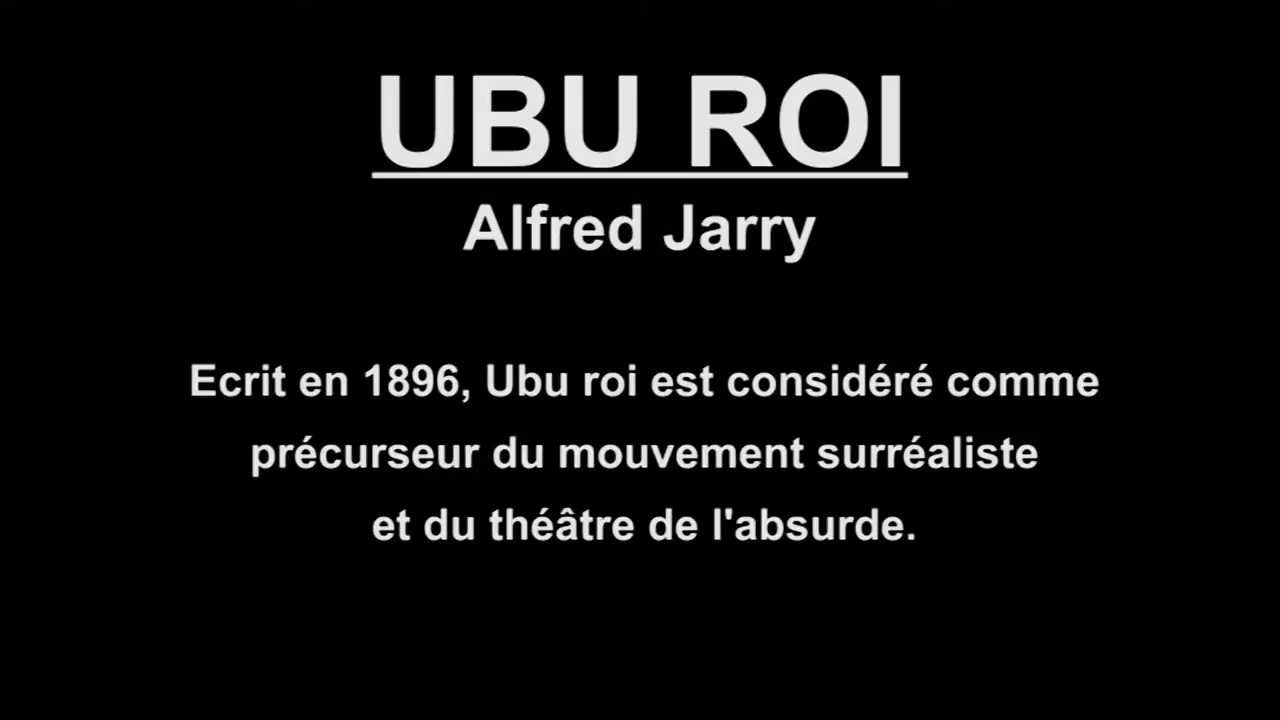 UBU ROI
Alfred Jarry
Ecrit en 1896, Ubu roi est considéré comme
précurseur du mouvement surréaliste
et du théâtre de l'absurde.